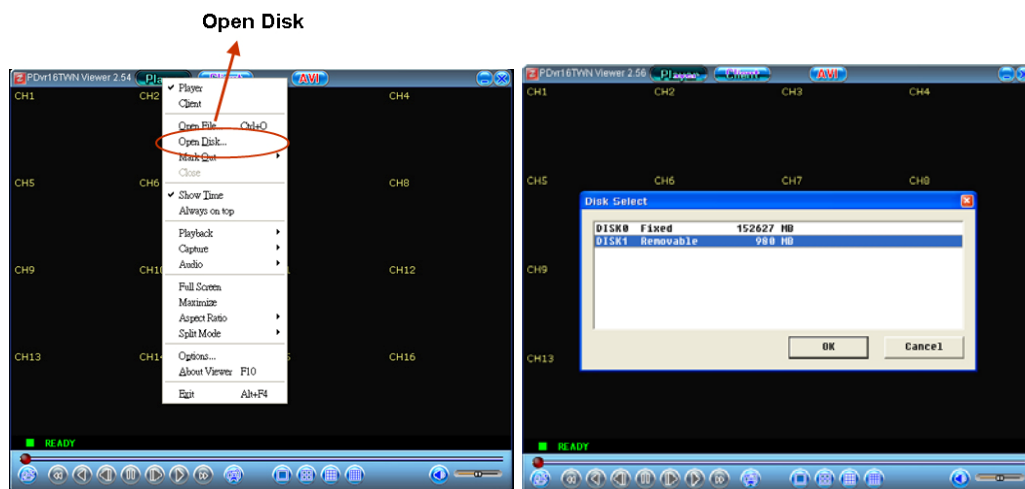 Open Disk
PDvr16TWN Viewer 2.54 AVI
CH1 CH2 CH4
CH5 CH6 CH8
CH9 CH12
CH13 CH16
Player
Client
Open File Ctrl+O
Open Disk...
Mark Out
Close
Show Time
Always on top
Playback
Capture
Audio
Full Screen
Maximize
Aspect Ratio
Split Mode
Options...
About Viewer F10
Exit Alt+F4
READY
PDvr16TWN Viewer 2.56 Player Client AVI
CH1 CH2 CH3 CH4
CH5 CH6 CH7 CH8
Disk Select
DISK0 Fixed 152627 MB
DISK1 Removable 980 MB
OK Cancel
CH9
CH13
READY